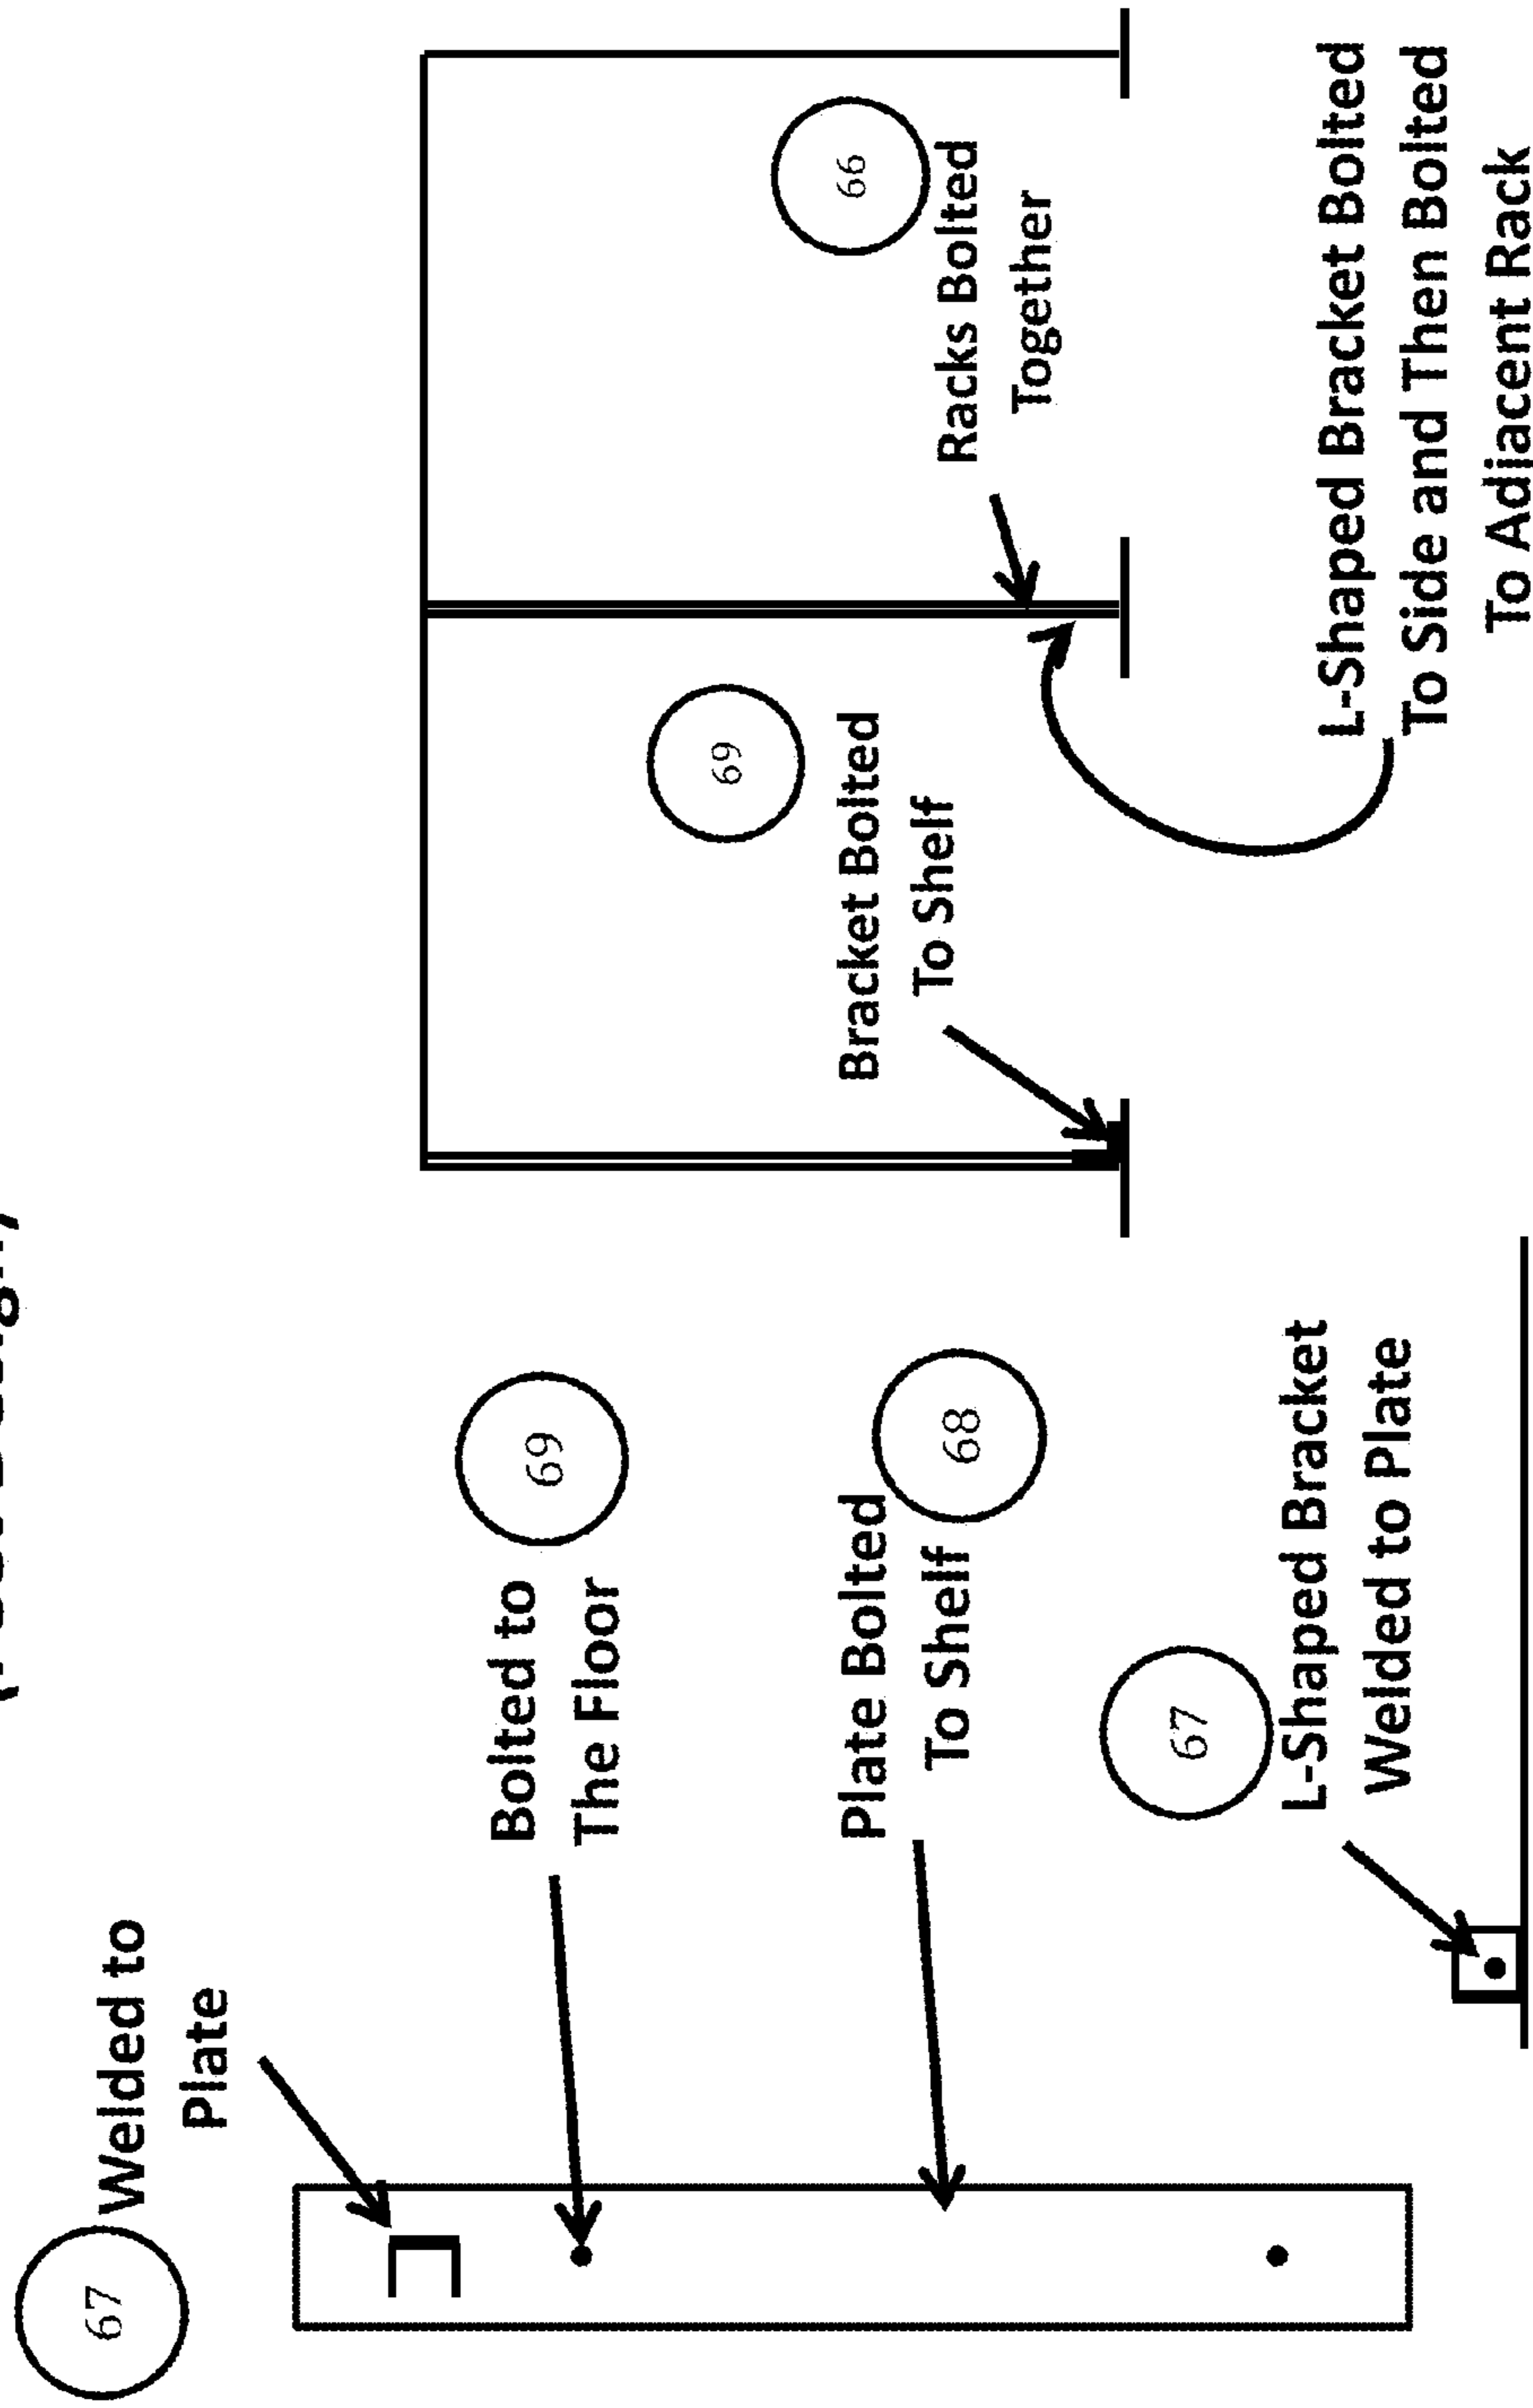 67
Welded to
Plate
Bolted to
The Floor
69
Plate Bolted
To Shelf
68
67
L-Shaped Bracket
Welded to Plate
69
Bracket Bolted
To Shelf
66
Racks Bolted
Together
L-Shaped Bracket Bolted
To Side and Then Bolted
To Adjacent Rack